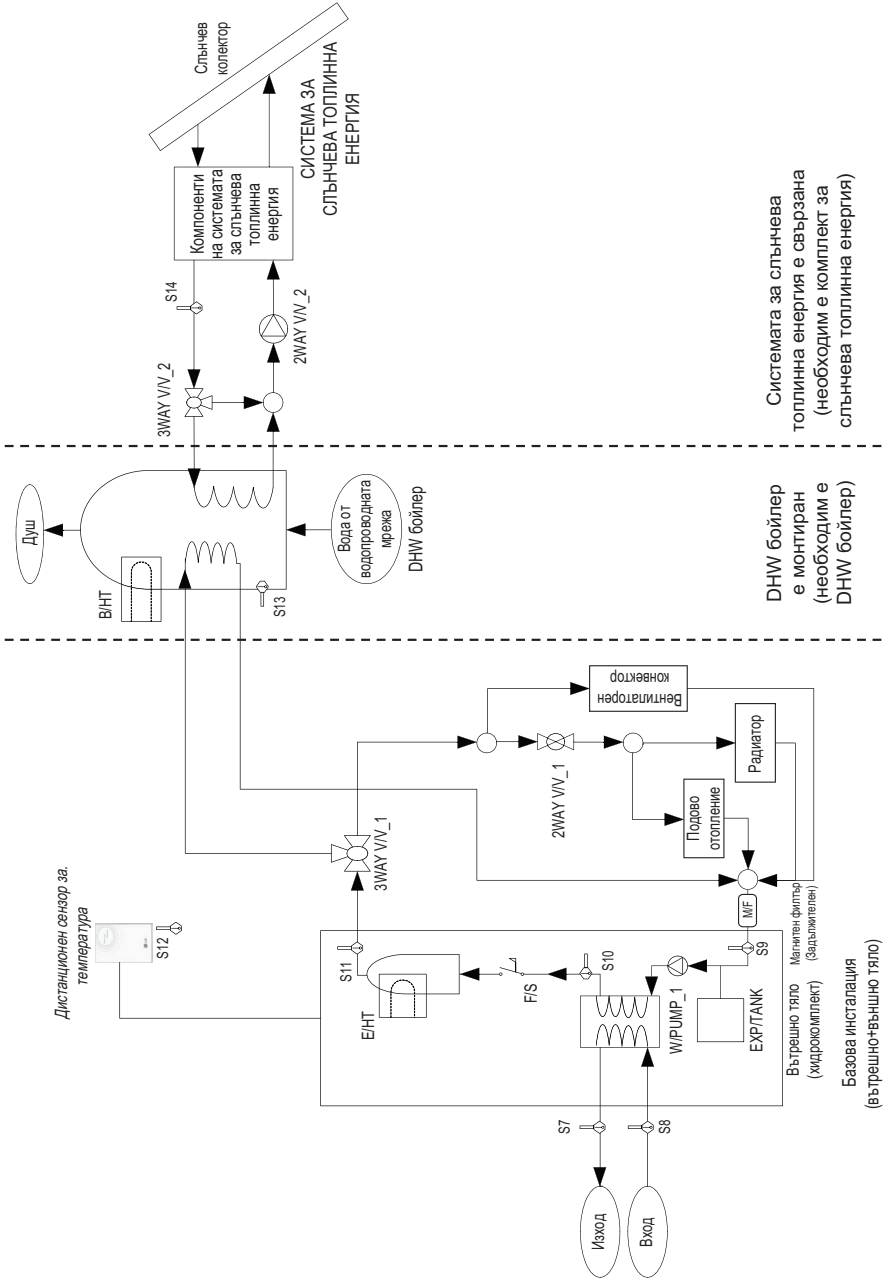 Дистанционен сензор за.
температура
S12
Изход
Вход
S7
S8
E/HT
S11
F/S
S10
W/PUMP_1
EXP/TANK
S9
M/F
Вътрешно тяло
(хидрокомплект)
Магнитен филтър
(Задължителен)
Базова инсталация
(вътрешно+външно тяло)
3WAY V/V_1
2WAY V/V_1
Вентилаторен
конвектор
Подово
отопление
Радиатор
Душ
B/HT
S13
Вода от
водопроводната
мрежа
DHW бойлер
DHW бойлер
е монтиран
(необходим е
DHW бойлер)
3WAY V/V_2
S14
2WAY V/V_2
Компоненти
на системата
за слънчева
топлинна
енергия
Слънчев
колектор
СИСТЕМА ЗА
СЛЪНЧЕВА ТОПЛИННА
ЕНЕРГИЯ
Системата за слънчева
топлинна енергия е свързана
(необходим е комплект за
слънчева топлинна енергия)